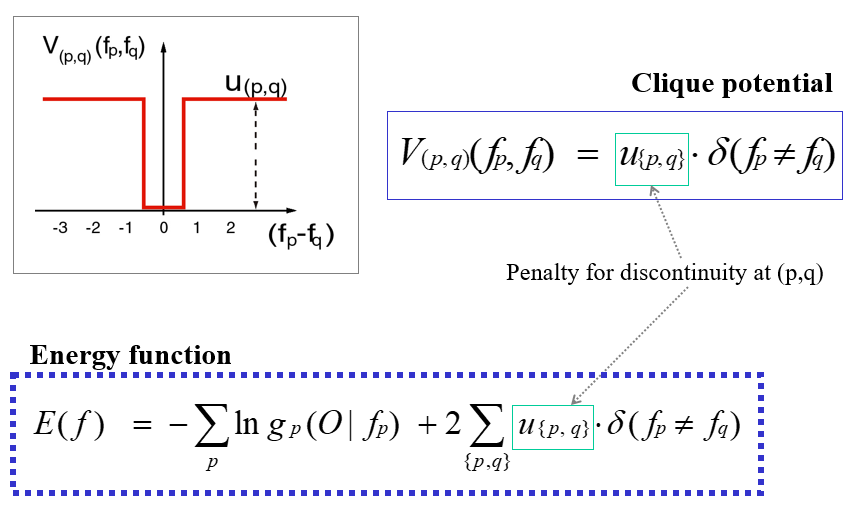 V(p,q)(fp,fq)
u(p,q)
-3 -2 -1 0 1 2 (fp-fq)
Clique potential
V(p,q)(fp, fq) = u{p,q} · δ(fp ≠ fq)
Penalty for discontinuity at (p,q)
Energy function
E(f) = -∑p ln gp(O| fp) + 2∑{p,q} u{p,q} · δ(fp ≠ fq)